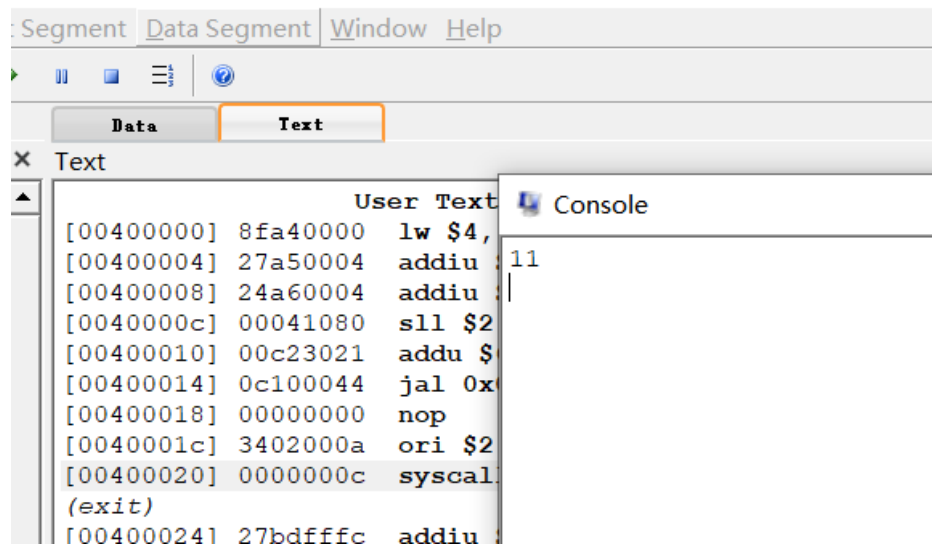 Segment Data Segment Window Help
Data Text
Text
User Text
[00400000] 8fa40000 lw $4,
[00400004] 27a50004 addiu
[00400008] 24a60004 addiu
[0040000c] 00041080 sll $2
[00400010] 00c23021 addu
[00400014] 0c100044 jal
[00400018] 00000000 nop
[0040001c] 3402000a ori $2
[00400020] 0000000c syscall
(exit)
[00400024] 27bdfffc addiu
Console
11